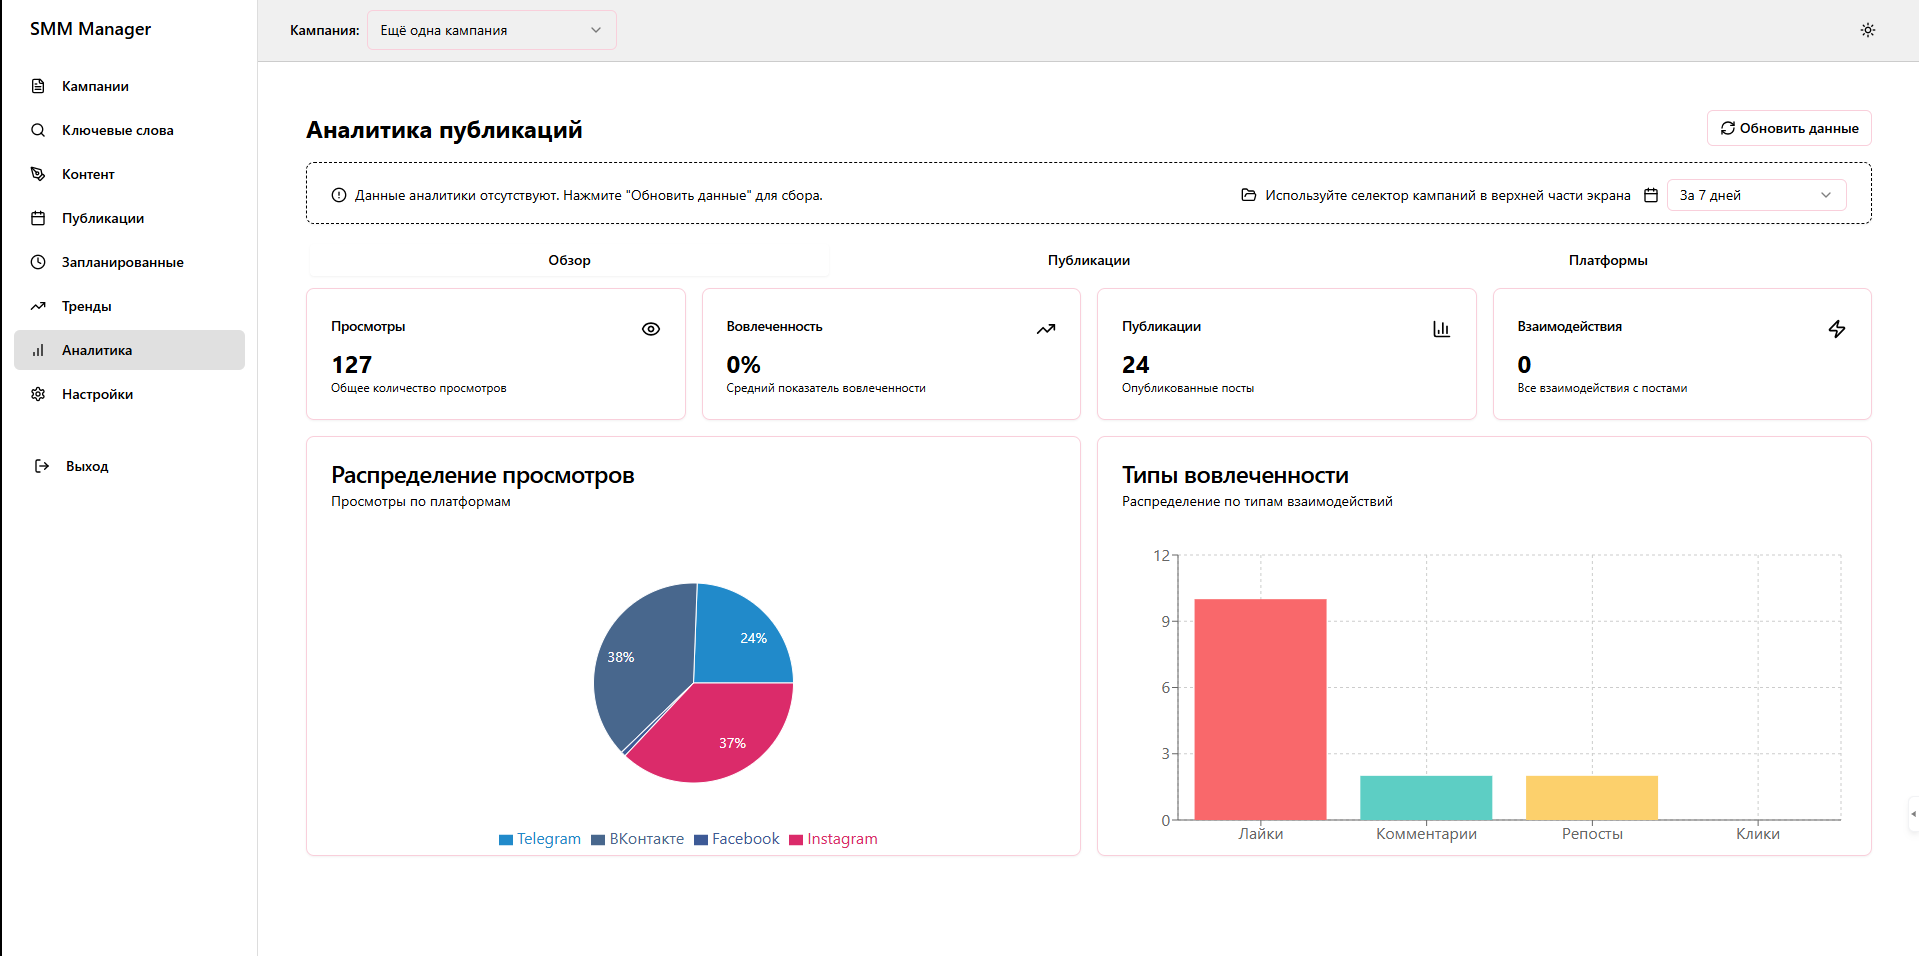 SMM Manager
Кампания:
Ещё одна кампания
Кампании
Ключевые слова
Контент
Публикации
Запланированные
Тренды
Аналитика
Настройки
Выход
Аналитика публикаций
Обновить данные
Данные аналитики отсутствуют. Нажмите "Обновить данные" для сбора.
Используйте селектор кампаний в верхней части экрана
За 7 дней
Обзор
Публикации
Платформы
Просмотры
127
Общее количество просмотров
Вовлеченность
0%
Средний показатель вовлеченности
Публикации
24
Опубликованные посты
Взаимодействия
0
Все взаимодействия с постами
Распределение просмотров
Просмотры по платформам
24%
38%
37%
Telegram
ВКонтакте
Facebook
Instagram
Типы вовлеченности
Распределение по типам взаимодействий
12
9
6
3
0
Лайки
Комментарии
Репосты
Клики